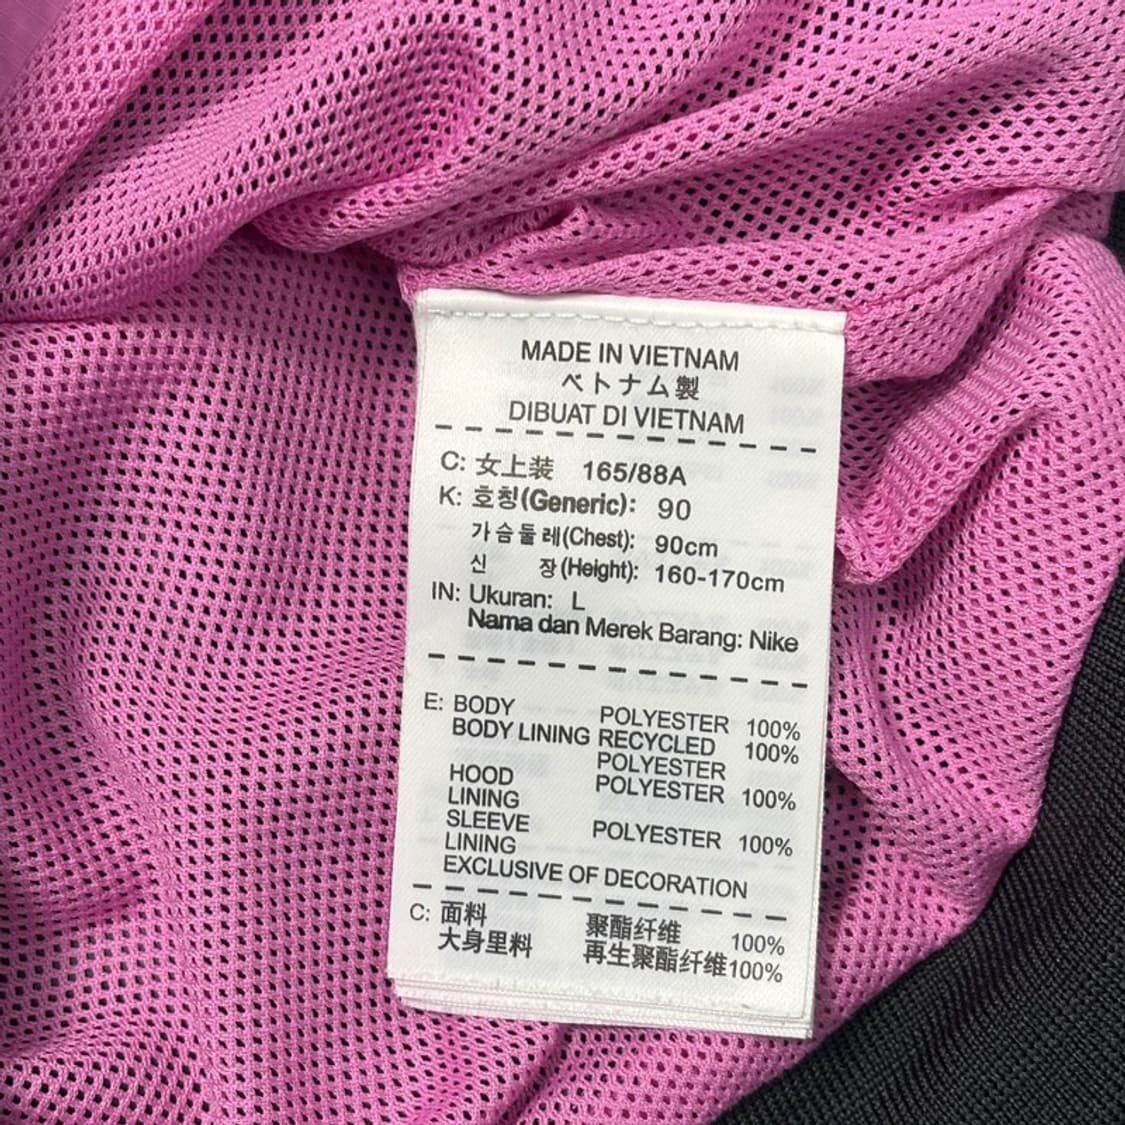 MADE IN VIETNAM
ベトナム製
DIBUAT DI VIETNAM
C: 女上装 165/88A
K: 호칭(Generic): 90
가슴둘레(Chest): 90cm
신 장(Height): 160-170cm
IN: Ukuran: L
Nama dan Merek Barang: Nike
E: BODY POLYESTER 100%
BODY LINING RECYCLED 100%
POLYESTER
HOOD POLYESTER 100%
LINING
SLEEVE POLYESTER 100%
LINING
EXCLUSIVE OF DECORATION
C: 面料 聚酯纤维 100%
大身里料 再生聚酯纤维100%